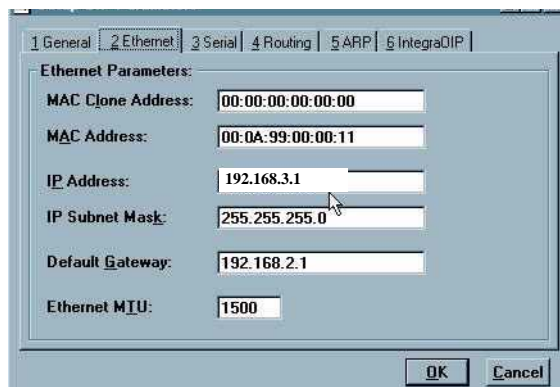 1 General 2 Ethernet 3 Serial 4 Routing 5 ARP 6 IntegraOIP
Ethernet Parameters:
MAC Clone Address: 00:00:00:00:00:00
MAC Address: 00:0A:99:00:00:11
IP Address: 192.168.3.1
IP Subnet Mask: 255.255.255.0
Default Gateway: 192.168.2.1
Ethernet MTU: 1500
OK Cancel